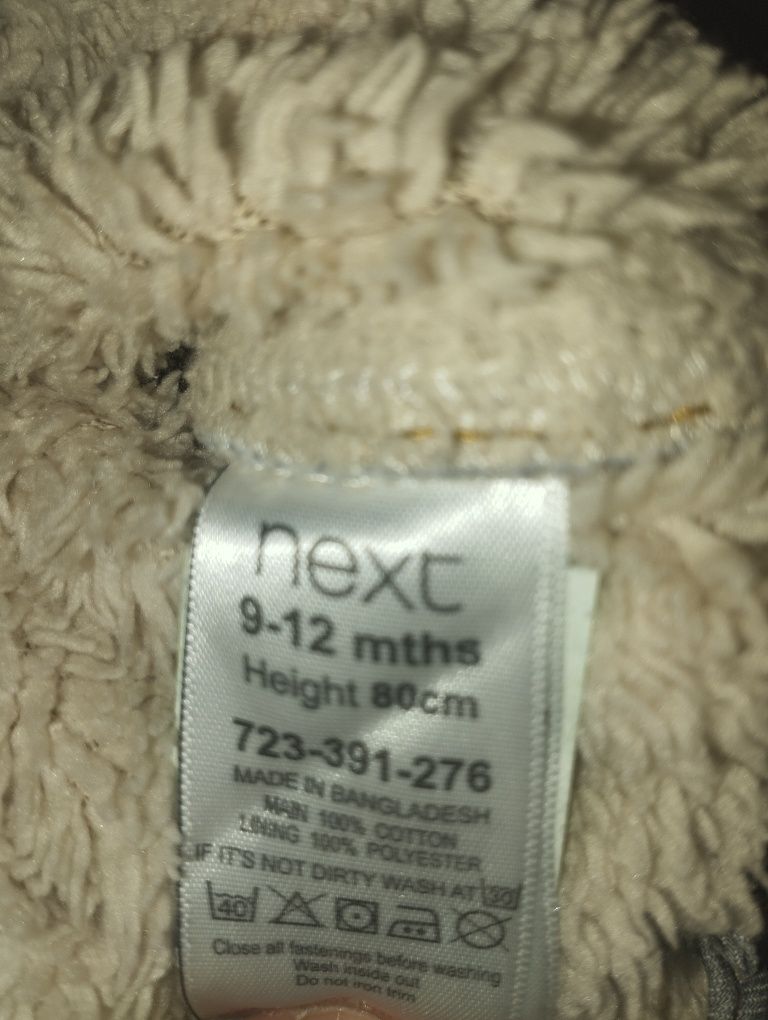 next
9-12 mths
Height 80cm
723-391-276
MADE IN BANGLADESH
MAIN 100% COTTON
LINING 100% POLYESTER
IF IT'S NOT DIRTY WASH AT 30
40
Close all fastenings before washing
Wash inside out
Do not iron trim